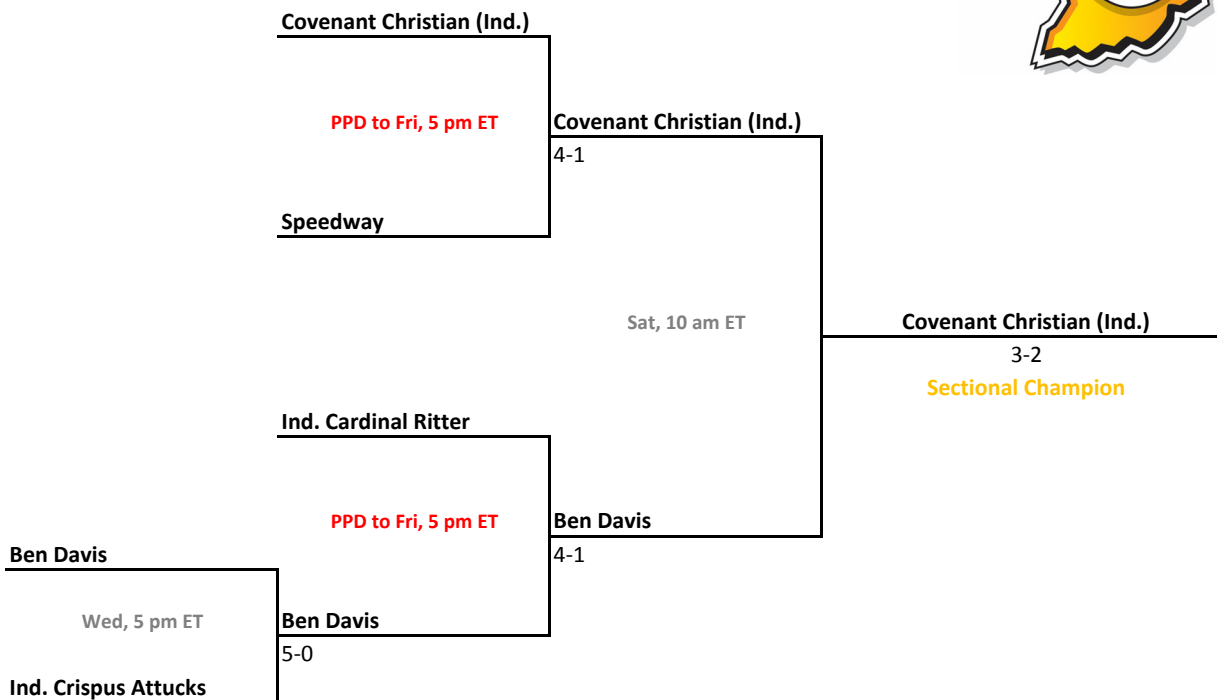 Covenant Christian (Ind.)
PPD to Fri, 5 pm ET
Covenant Christian (Ind.)
4-1
Speedway
Sat, 10 am ET
Covenant Christian (Ind.)
3-2
Sectional Champion
Ind. Cardinal Ritter
PPD to Fri, 5 pm ET
Ben Davis
4-1
Ben Davis
Wed, 5 pm ET
Ben Davis
5-0
Ind. Crispus Attucks